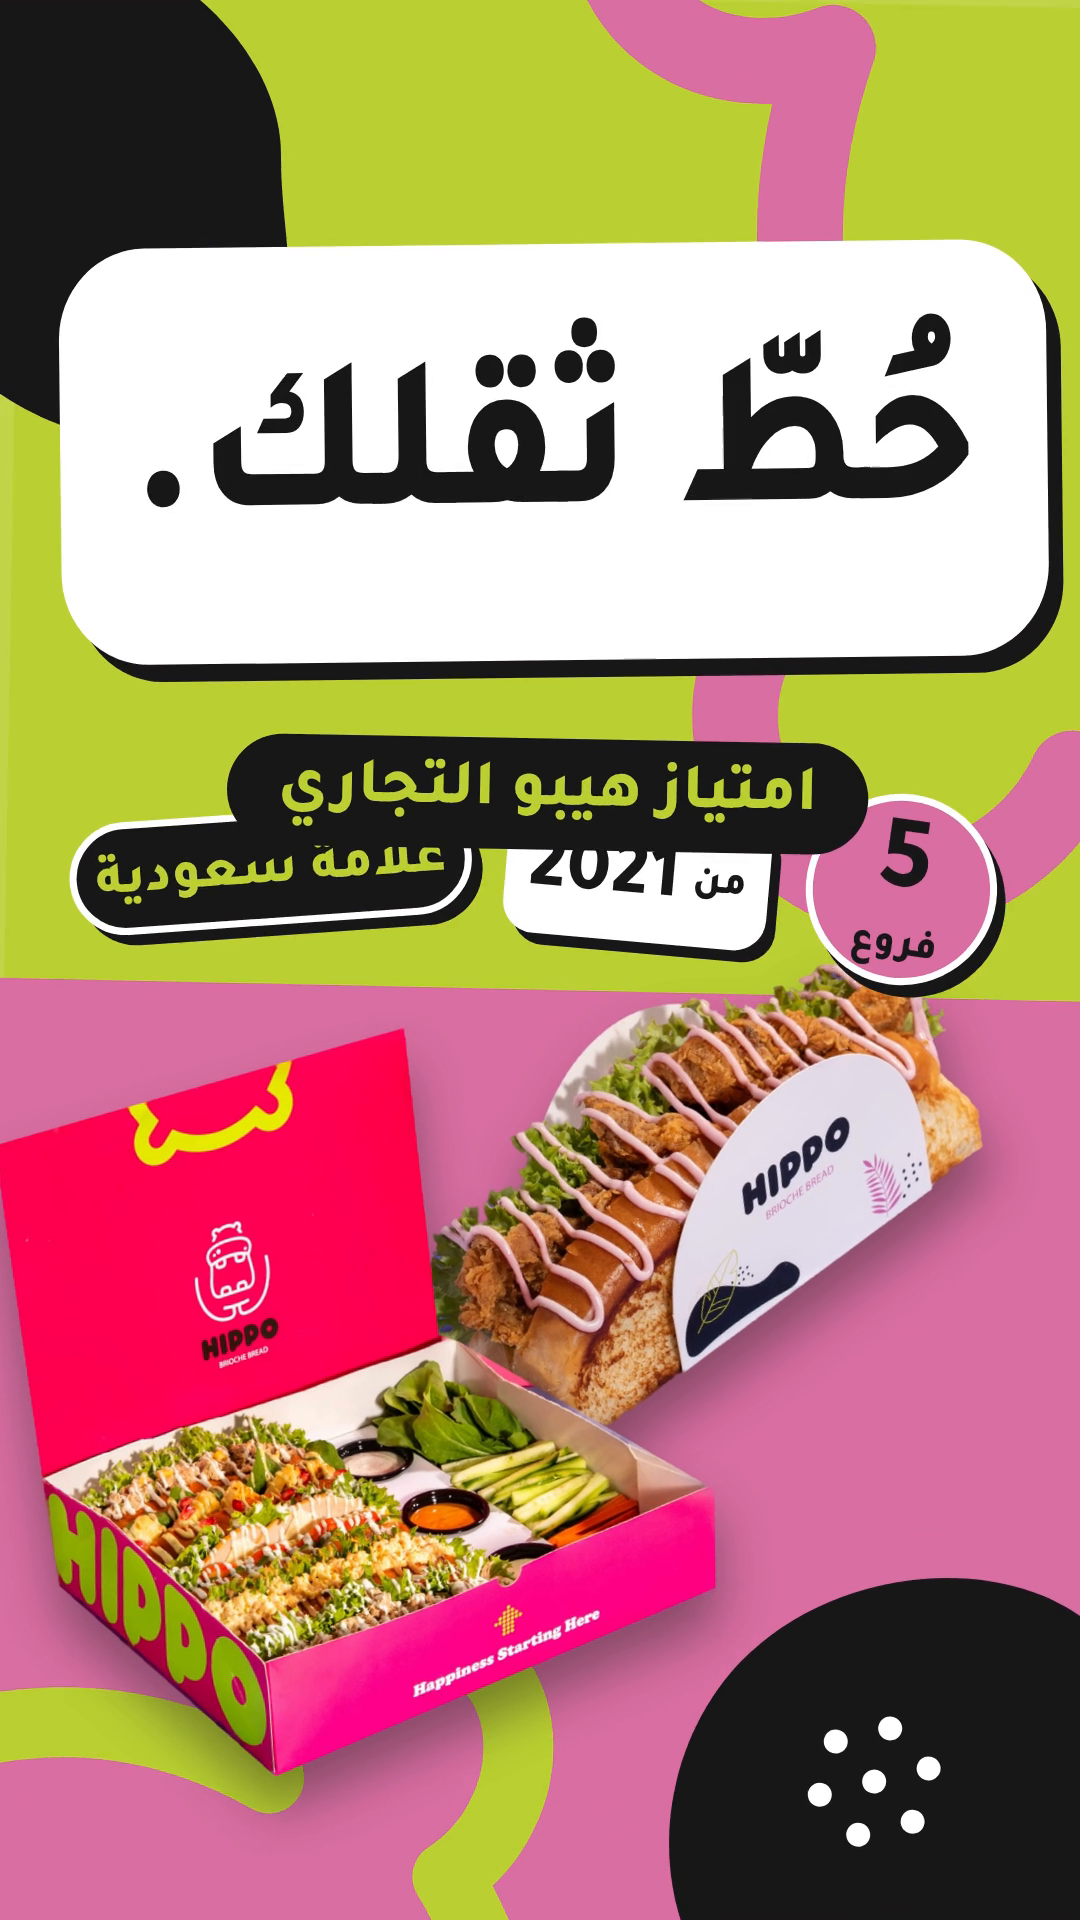 حُطّ ثقلك.
امتياز هيبو التجاري
5
فروع
من 2021
علامة سعودية
HIPPO
BRIOCHE BREAD
HIPPO
BRIOCHE BREAD
HIPPO
Happiness Starting Here